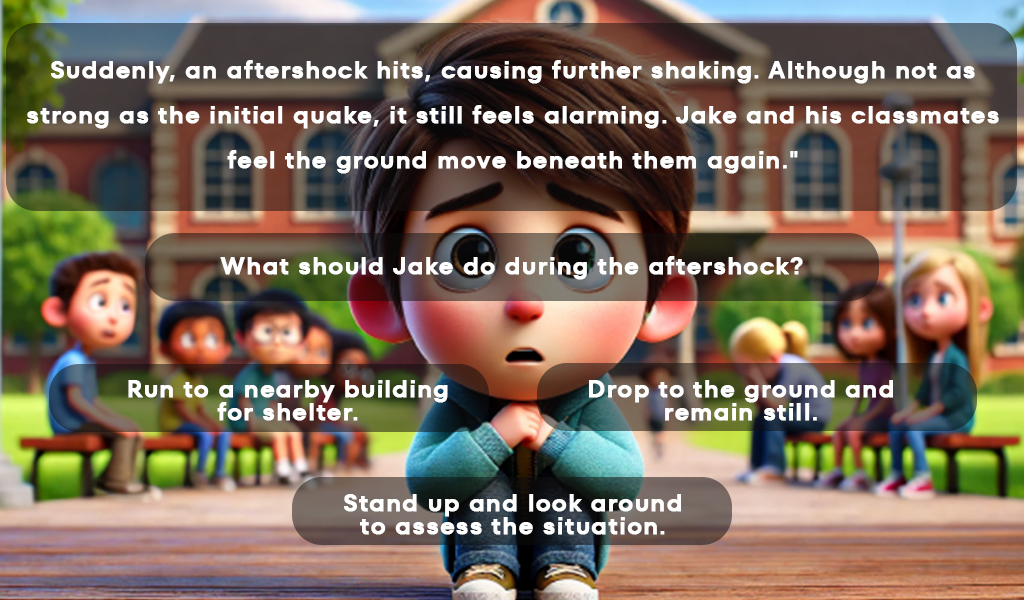 Suddenly, an aftershock hits, causing further shaking. Although not as
strong as the initial quake, it still feels alarming. Jake and his classmates
feel the ground move beneath them again."
What should Jake do during the aftershock?
Run to a nearby building
for shelter.
Drop to the ground and
remain still.
Stand up and look around
to assess the situation.